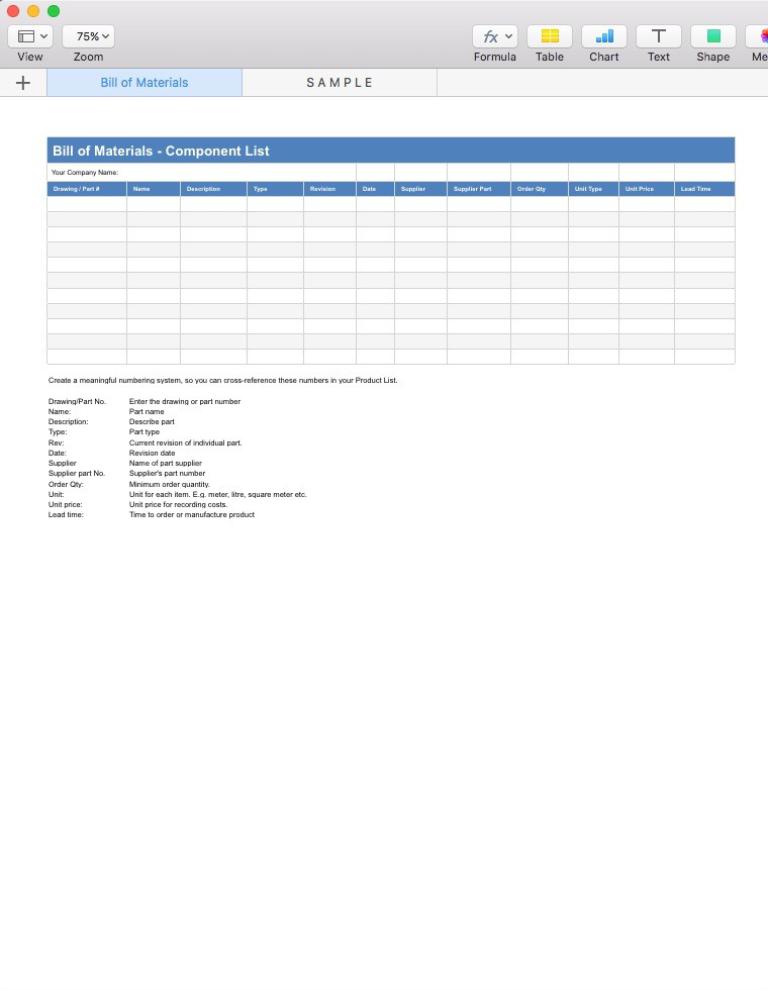 75%
fx
View
Zoom
Formula
Table
Chart
Text
Shape
Me
Bill of Materials
SAMPLE
Bill of Materials - Component List
Your Company Name:
Drawing / Part # Name Description Type Revision Date Supplier Supplier Part Order Qty Unit Type Unit Price Lead Time
Create a meaningful numbering system, so you can cross-reference these numbers in your Product List.
Drawing/Part No. Enter the drawing or part number
Name: Part name
Description: Describe part
Type: Part type
Rev: Current revision of individual part.
Date: Revision date
Supplier Name of part supplier
Supplier part No. Supplier's part number
Order Qty: Minimum order quantity.
Unit: Unit for each item. E.g. meter, litre, square meter etc.
Unit price: Unit price for recording costs.
Lead time: Time to order or manufacture product